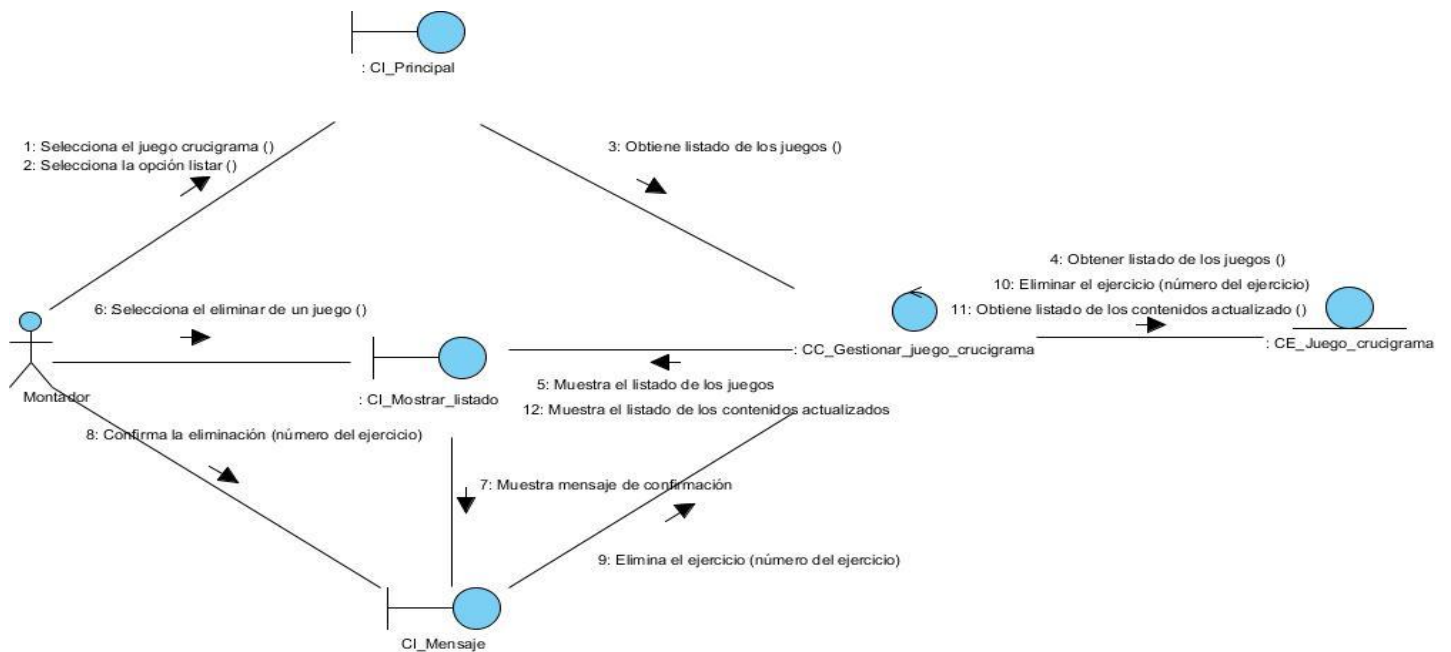 : CI_Principal
1: Selecciona el juego crucigrama ()
2: Selecciona la opción listar ()
3: Obtiene listado de los juegos ()
4: Obtener listado de los juegos ()
10: Eliminar el ejercicio (número del ejercicio)
11: Obtiene listado de los contenidos actualizado ()
6: Selecciona el eliminar de un juego ()
: CC_Gestionar_juego_crucigrama
: CE_Juego_crucigrama
Montador
: CI_Mostrar_listado
5: Muestra el listado de los juegos
12: Muestra el listado de los contenidos actualizados
8: Confirma la eliminación (número del ejercicio)
7: Muestra mensaje de confirmación
9: Elimina el ejercicio (número del ejercicio)
CI_Mensaje